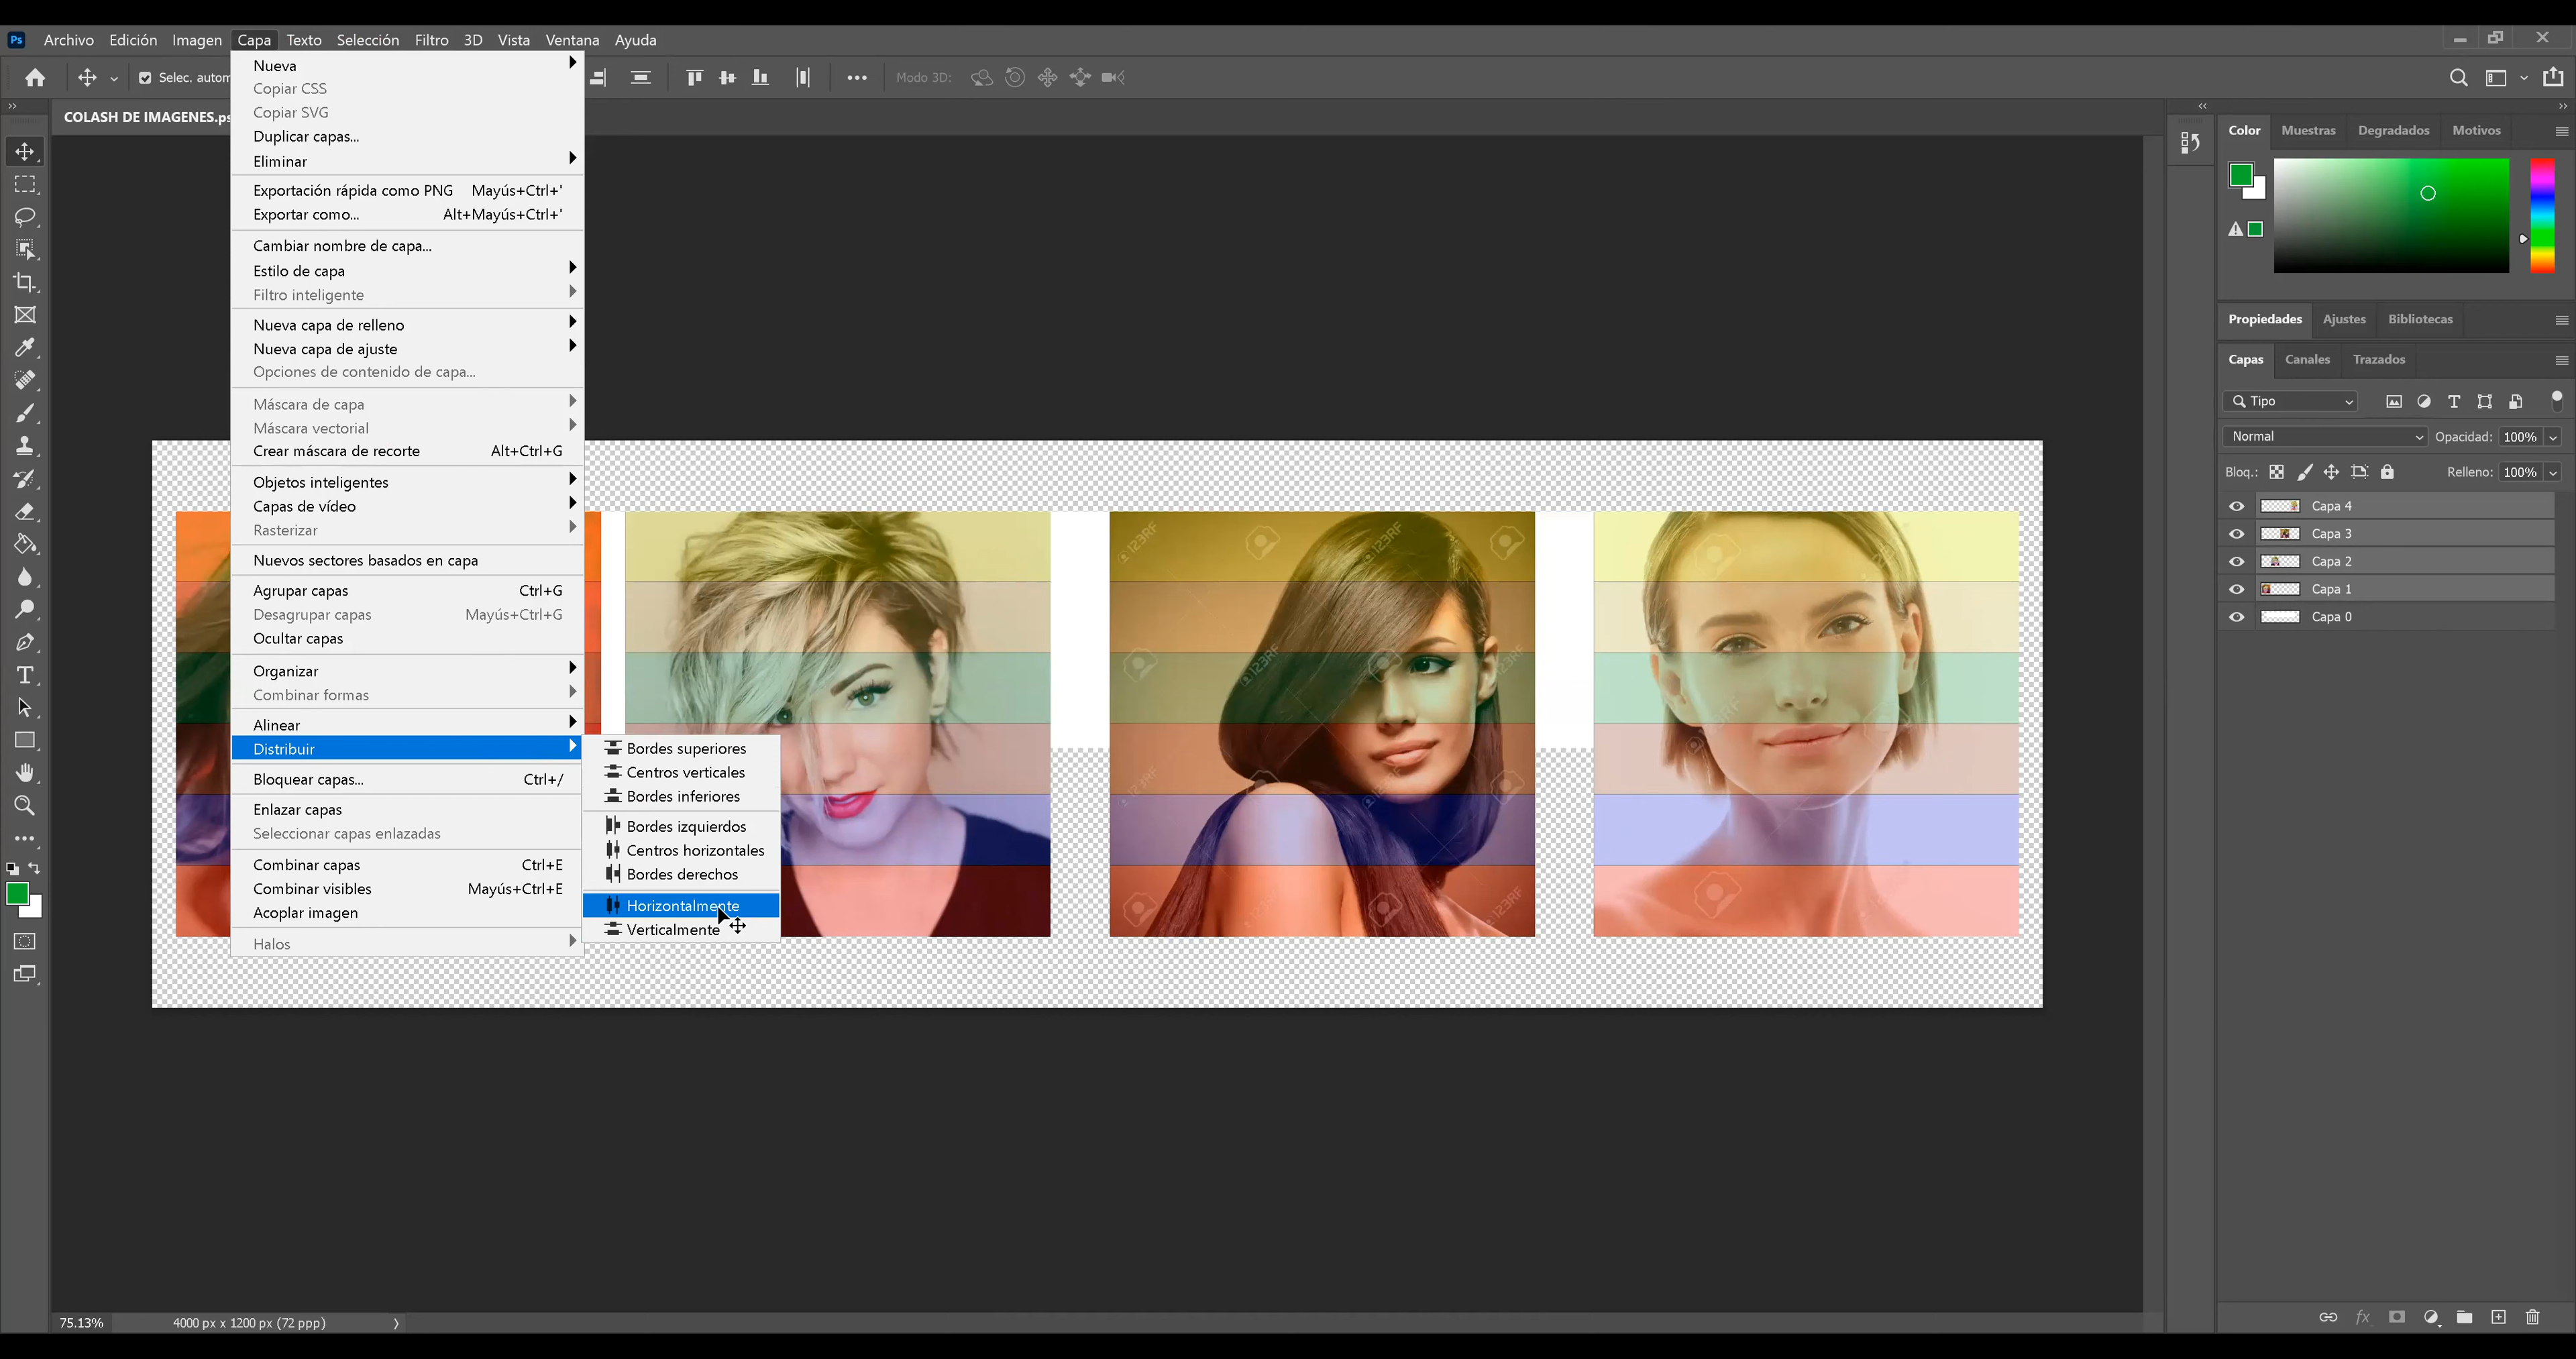 Ps Archivo Edición Imagen Capa Texto Selección Filtro 3D Vista Ventana Ayuda
Selec. autom
Modo 3D:
COLASH DE IMAGENES.ps
Nueva
Copiar CSS
Copiar SVG
Duplicar capas...
Eliminar
Exportación rápida como PNG Mayús+Ctrl+'
Exportar como... Alt+Mayús+Ctrl+'
Cambiar nombre de capa...
Estilo de capa
Filtro inteligente
Nueva capa de relleno
Nueva capa de ajuste
Opciones de contenido de capa...
Máscara de capa
Máscara vectorial
Crear máscara de recorte Alt+Ctrl+G
Objetos inteligentes
Capas de vídeo
Rasterizar
Nuevos sectores basados en capa
Agrupar capas Ctrl+G
Desagrupar capas Mayús+Ctrl+G
Ocultar capas
Organizar
Combinar formas
Alinear
Distribuir
Bloquear capas... Ctrl+/
Enlazar capas
Seleccionar capas enlazadas
Combinar capas Ctrl+E
Combinar visibles Mayús+Ctrl+E
Acoplar imagen
Halos
Bordes superiores
Centros verticales
Bordes inferiores
Bordes izquierdos
Centros horizontales
Bordes derechos
Horizontalmente
Verticalmente
123RF
123RF
123RF
123RF
123RF
123RF
Color Muestras Degradados Motivos
Propiedades Ajustes Bibliotecas
Capas Canales Trazados
Tipo
Normal Opacidad: 100%
Bloq.: Relleno: 100%
Capa 4
Capa 3
Capa 2
Capa 1
Capa 0
fx
75.13% 4000 px x 1200 px (72 ppp)